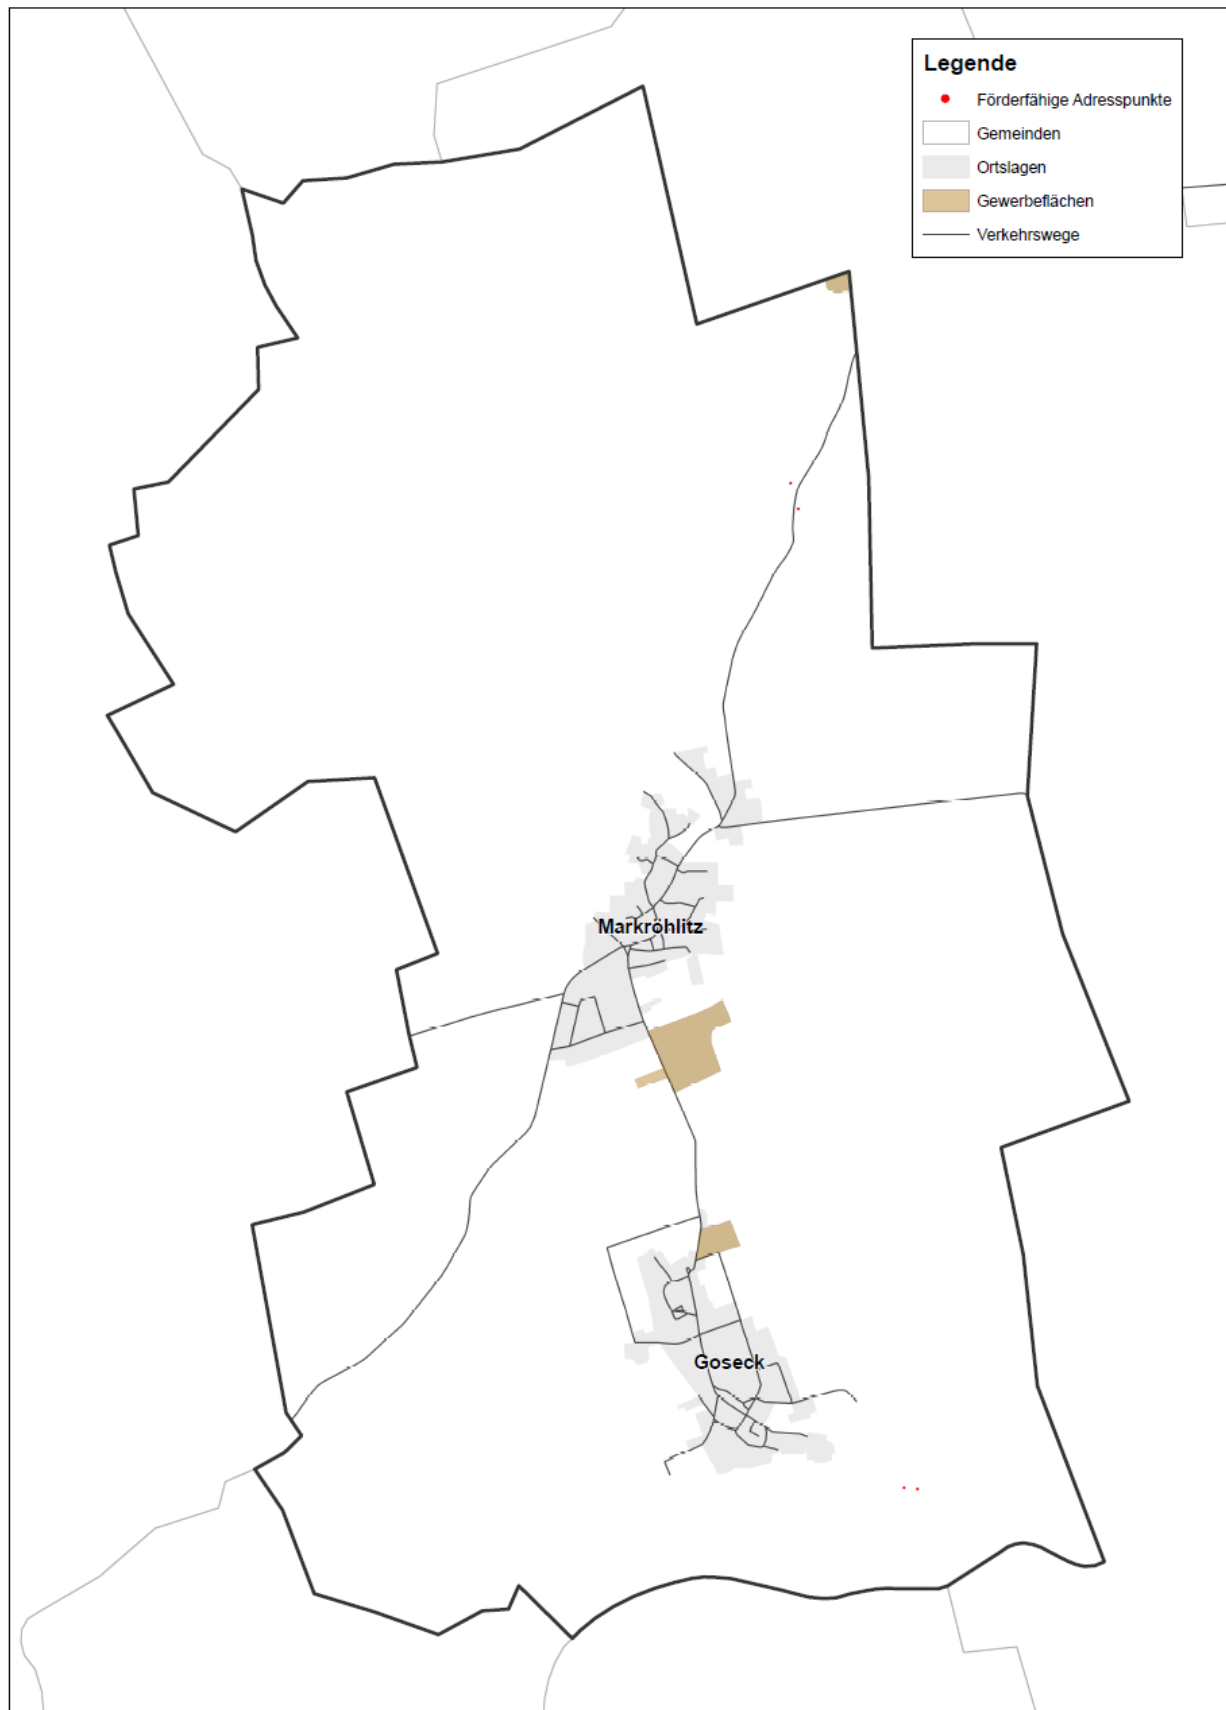 Legende
Förderfähige Adresspunkte
Gemeinden
Ortslagen
Gewerbeflächen
Verkehrswege
Markröhlitz
Goseck